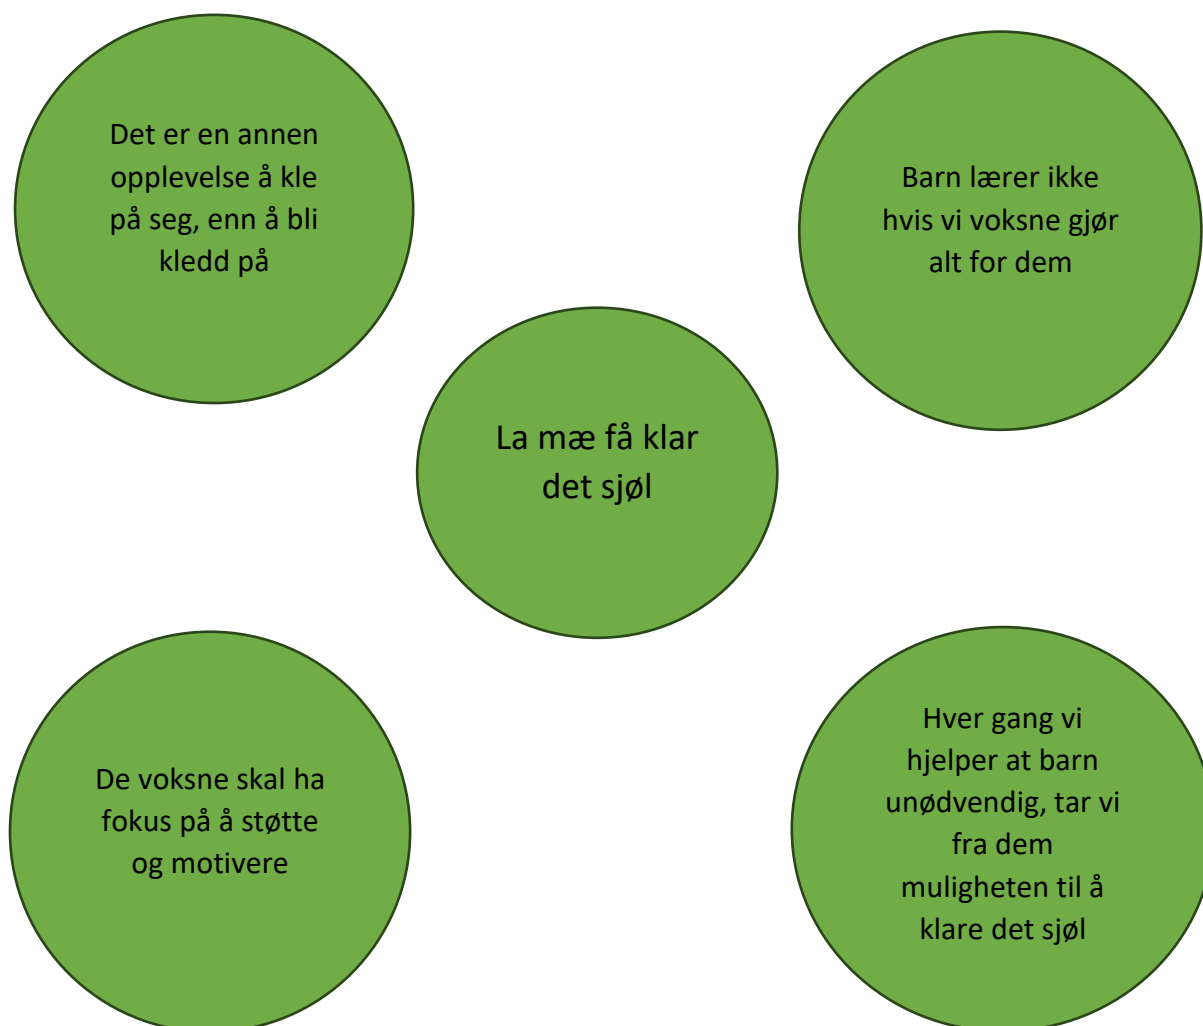 Det er en annen
opplevelse å kle
på seg, enn å bli
kledd på
Barn lærer ikke
hvis vi voksne gjør
alt for dem
La mæ få klar
det sjøl
De voksne skal ha
fokus på å støtte
og motivere
Hver gang vi
hjelper at barn
unødvendig, tar vi
fra dem
muligheten til å
klare det sjøl